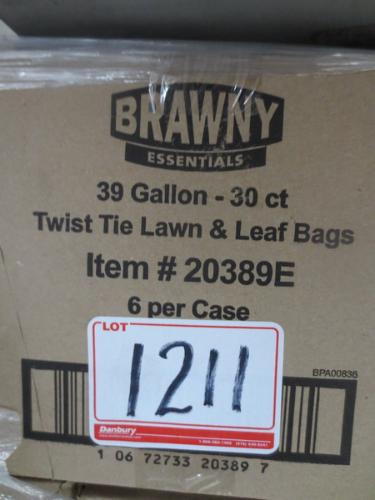 BRAWNY
ESSENTIALS
39 Gallon - 30 ct
Twist Tie Lawn & Leaf Bags
Item # 20389E
6 per Case
LOT
1211
BPA00836
Danbury
1 06 72733 20389 7